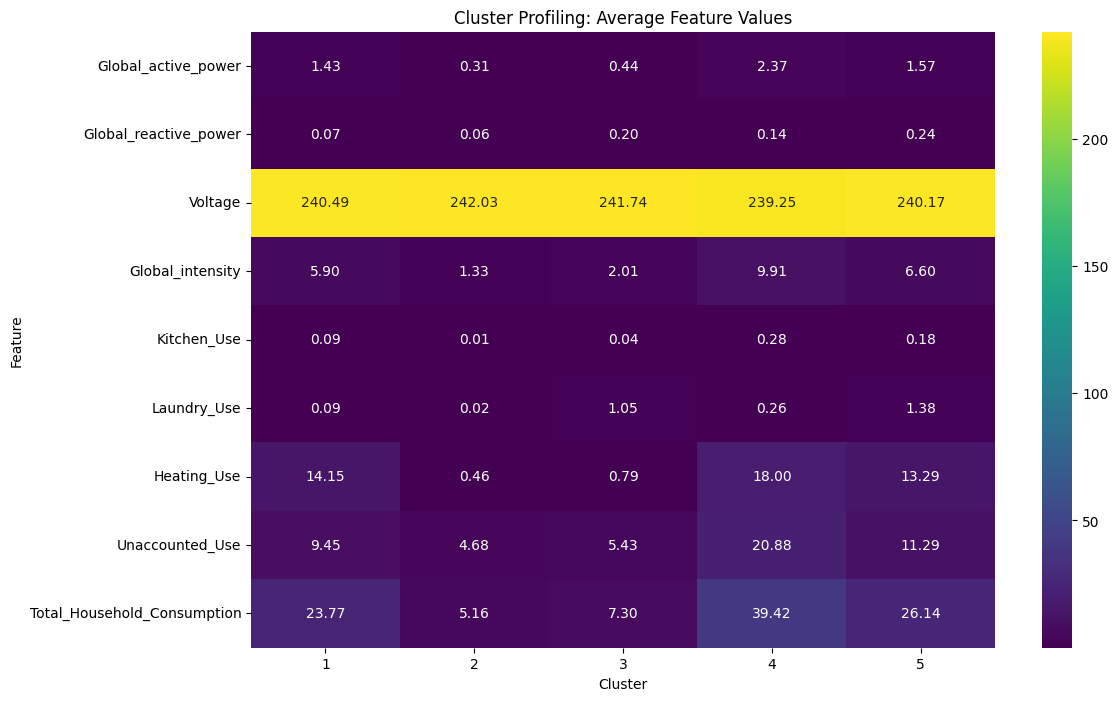 Cluster Profiling: Average Feature Values
Global_active_power 1.43 0.31 0.44 2.37 1.57
Global_reactive_power 0.07 0.06 0.20 0.14 0.24
Voltage 240.49 242.03 241.74 239.25 240.17
Global_intensity 5.90 1.33 2.01 9.91 6.60
Kitchen_Use 0.09 0.01 0.04 0.28 0.18
Laundry_Use 0.09 0.02 1.05 0.26 1.38
Heating_Use 14.15 0.46 0.79 18.00 13.29
Unaccounted_Use 9.45 4.68 5.43 20.88 11.29
Total_Household_Consumption 23.77 5.16 7.30 39.42 26.14
1 2 3 4 5
Cluster
Feature
200
150
100
50